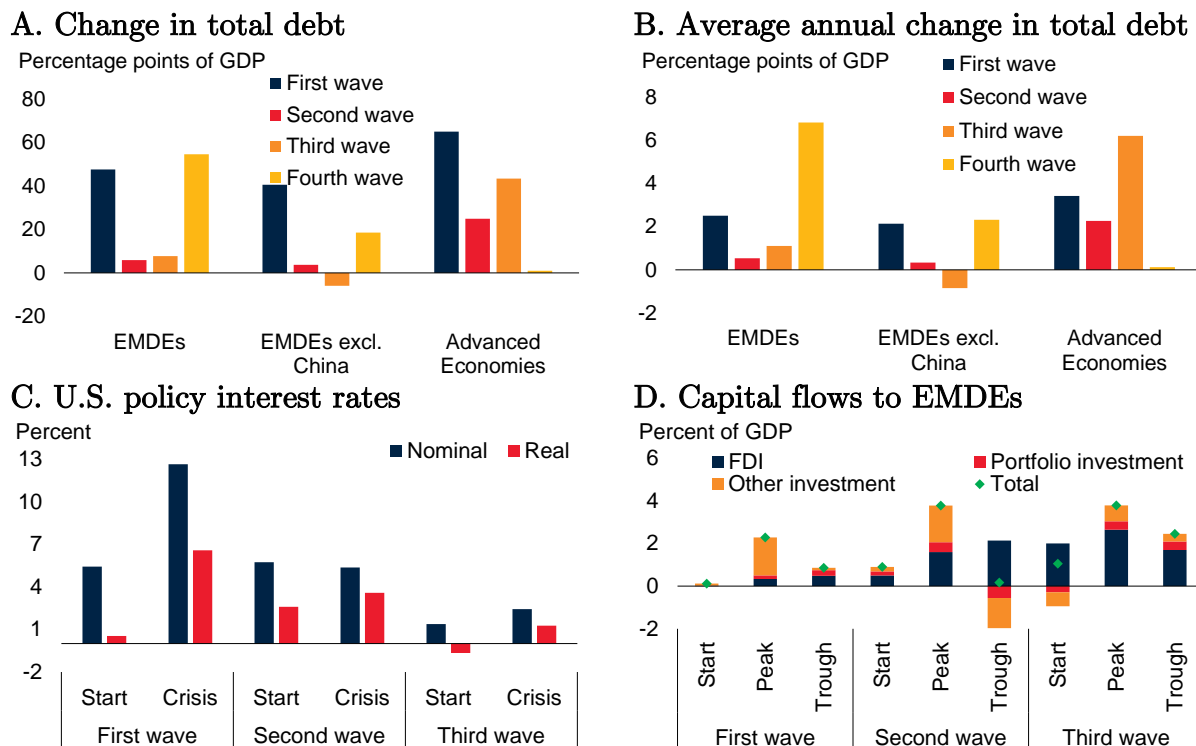 A. Change in total debt
Percentage points of GDP
First wave
Second wave
Third wave
Fourth wave
80
60
40
20
0
-20
EMDEs
EMDEs excl.
China
Advanced
Economies
B. Average annual change in total debt
Percentage points of GDP
First wave
Second wave
Third wave
Fourth wave
8
6
4
2
0
-2
EMDEs
EMDEs excl.
China
Advanced
Economies
C. U.S. policy interest rates
Percent
Nominal
Real
13
10
7
4
1
-2
Start
Crisis
Start
Crisis
Start
Crisis
First wave
Second wave
Third wave
D. Capital flows to EMDEs
Percent of GDP
FDI
Portfolio investment
Other investment
Total
6
4
2
0
-2
Start
Peak
Trough
Start
Peak
Trough
Start
Peak
Trough
First wave
Second wave
Third wave